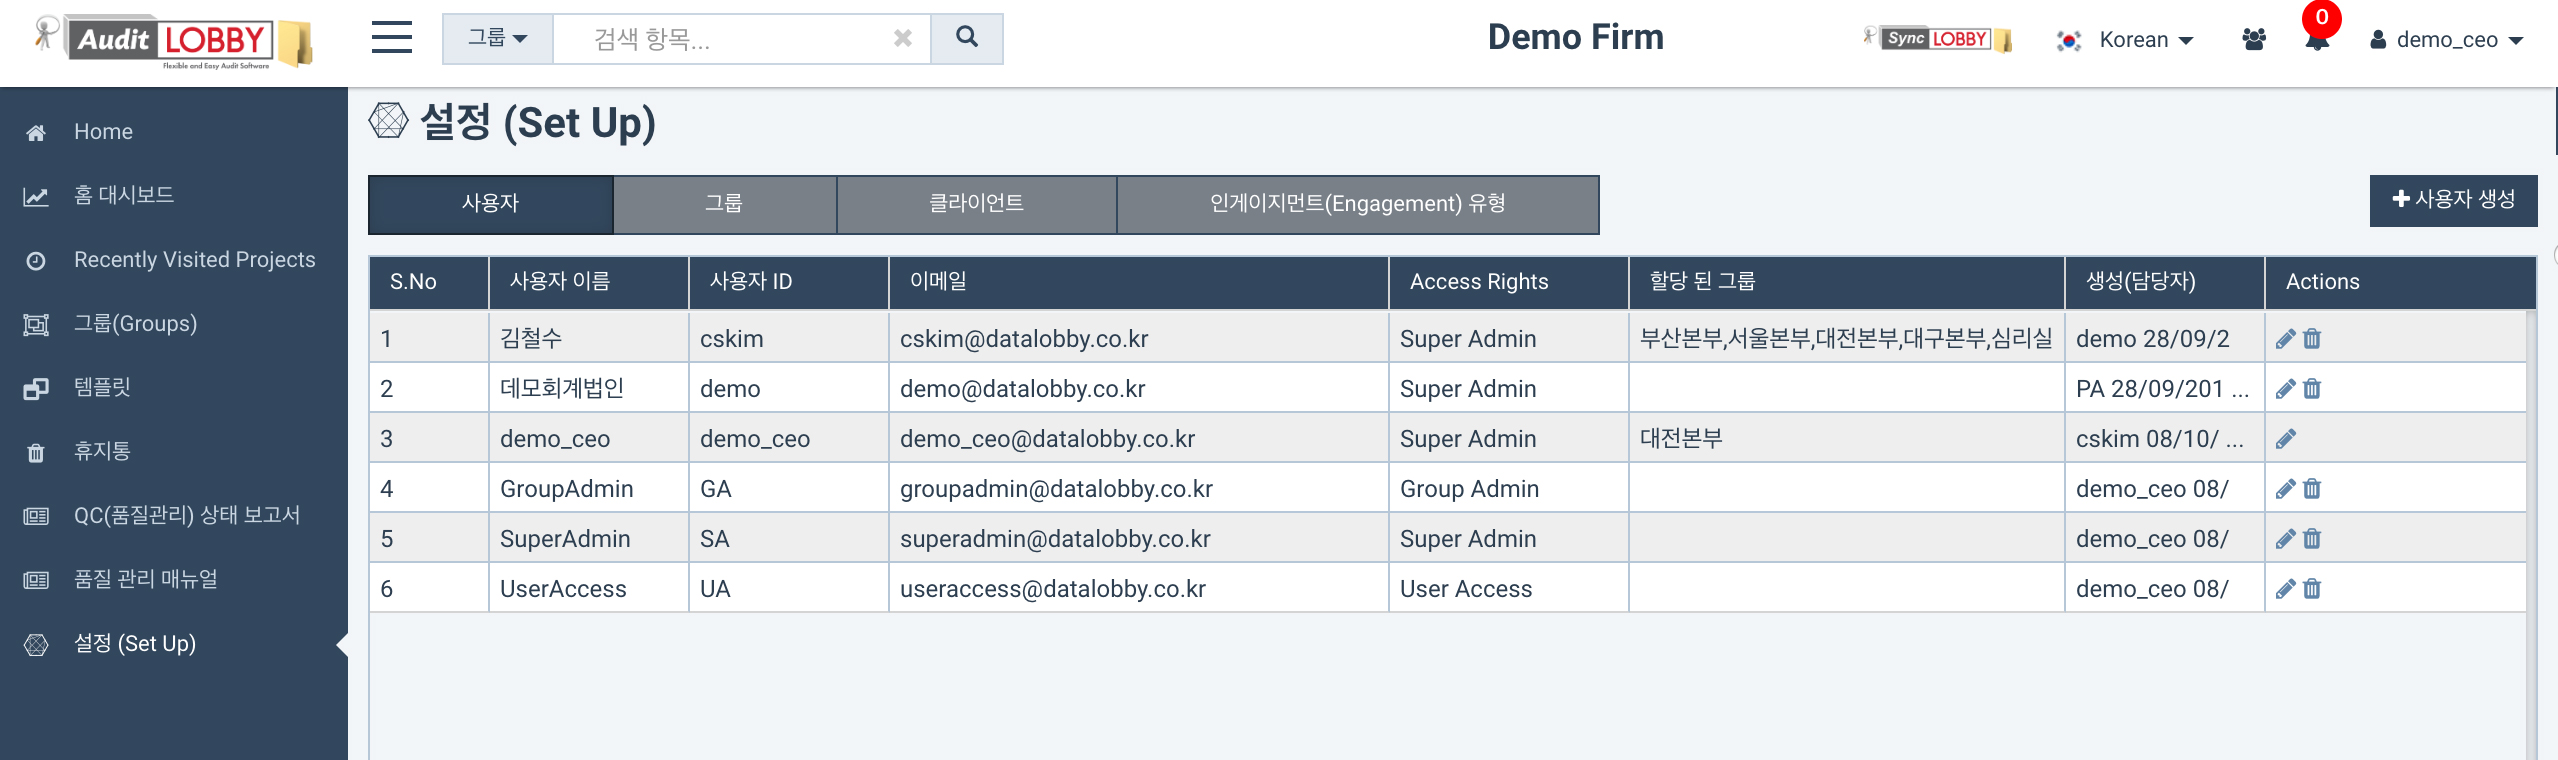 Audit LOBBY
Flexible and Easy Audit Software
그룹 검색 항목...
Demo Firm
Sync LOBBY
Korean
0
demo_ceo
Home
홈 대시보드
Recently Visited Projects
그룹(Groups)
템플릿
휴지통
QC(품질관리) 상태 보고서
품질 관리 매뉴얼
설정 (Set Up)
설정 (Set Up)
사용자 그룹 클라이언트 인게이지먼트(Engagement) 유형
사용자 생성
S.No 사용자 이름 사용자 ID 이메일 Access Rights 할당 된 그룹 생성(담당자) Actions
1 김철수 cskim cskim@datalobby.co.kr Super Admin 부산본부,서울본부,대전본부,대구본부,심리실 demo 28/09/2
2 데모회계법인 demo demo@datalobby.co.kr Super Admin PA 28/09/201 ...
3 demo_ceo demo_ceo demo_ceo@datalobby.co.kr Super Admin 대전본부 cskim 08/10/ ...
4 GroupAdmin GA groupadmin@datalobby.co.kr Group Admin demo_ceo 08/
5 SuperAdmin SA superadmin@datalobby.co.kr Super Admin demo_ceo 08/
6 UserAccess UA useraccess@datalobby.co.kr User Access demo_ceo 08/